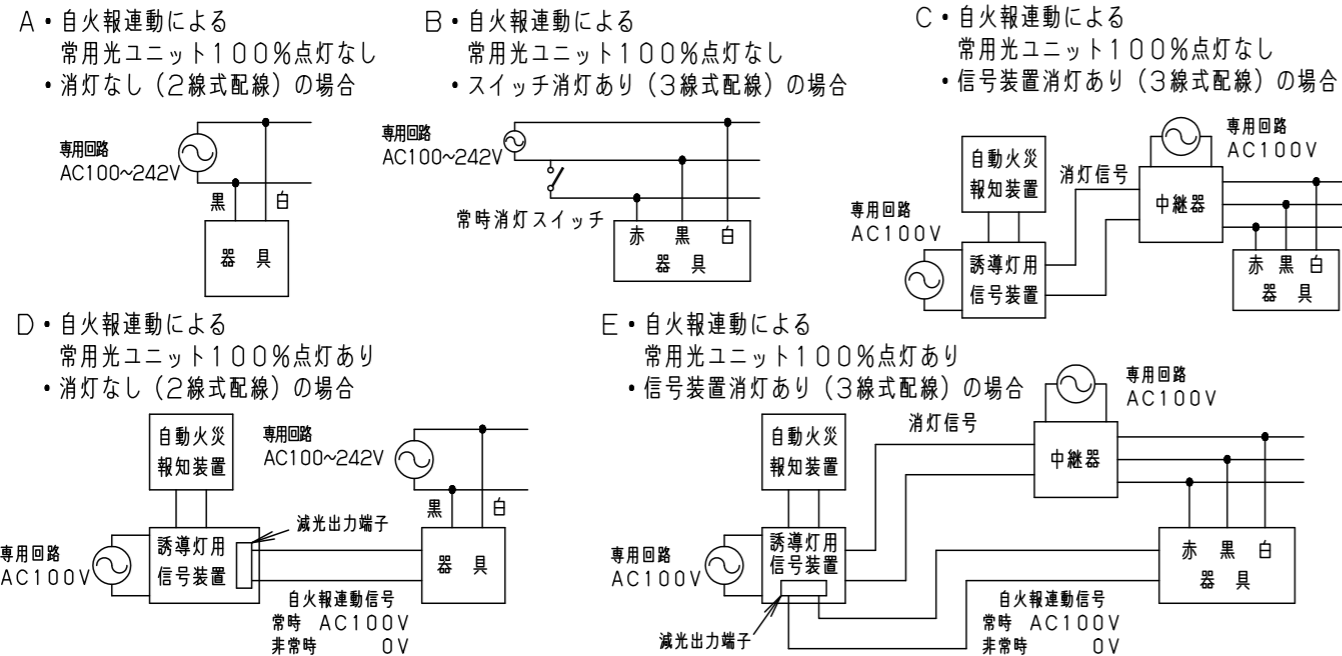 A・自火報連動による
常用光ユニット100%点灯なし
・消灯なし(2線式配線)の場合
専用回路
AC100~242V
黒 白
器 具
B・自火報連動による
常用光ユニット100%点灯なし
・スイッチ消灯あり(3線式配線)の場合
専用回路
AC100~242V
常時消灯スイッチ
赤 黒 白
器 具
C・自火報連動による
常用光ユニット100%点灯なし
・信号装置消灯あり(3線式配線)の場合
専用回路
AC100V
自動火災
報知装置
消灯信号
中継器
専用回路
AC100V
誘導灯用
信号装置
赤 黒 白
器 具
D・自火報連動による
常用光ユニット100%点灯あり
・消灯なし(2線式配線)の場合
自動火災
報知装置
専用回路
AC100~242V
黒 白
減光出力端子
専用回路
AC100V
誘導灯用
信号装置
器 具
自火報連動信号
常時 AC100V
非常時 0V
E・自火報連動による
常用光ユニット100%点灯あり
・信号装置消灯あり(3線式配線)の場合
専用回路
AC100V
消灯信号
自動火災
報知装置
中継器
専用回路
AC100V
誘導灯用
信号装置
赤 黒 白
器 具
減光出力端子
自火報連動信号
常時 AC100V
非常時 0V